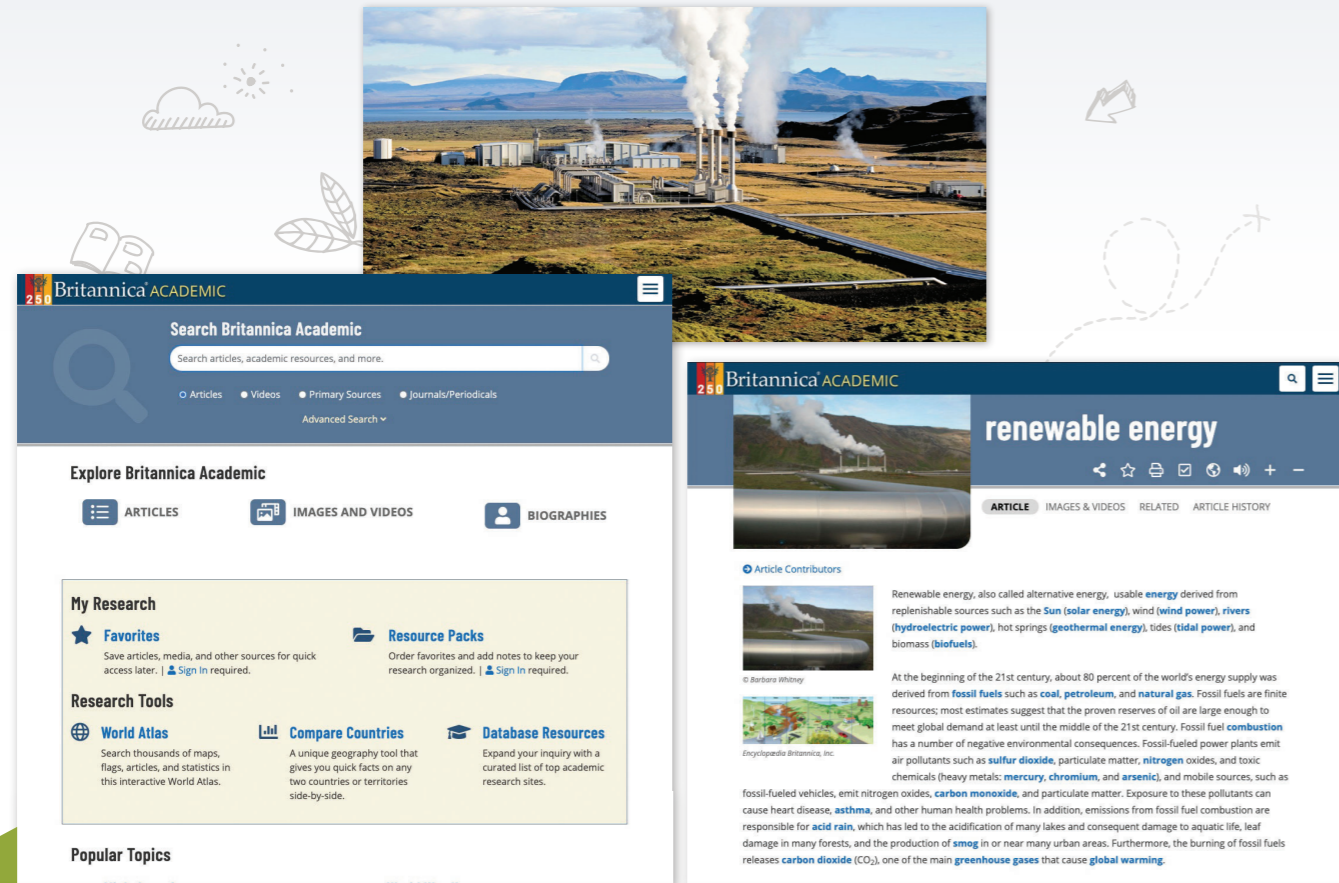 250 Britannica® ACADEMIC
Search Britannica Academic
Search articles, academic resources, and more.
Articles Videos Primary Sources Journals/Periodicals
Advanced Search
Explore Britannica Academic
ARTICLES IMAGES AND VIDEOS BIOGRAPHIES
My Research
Favorites
Save articles, media, and other sources for quick
access later. | Sign In required.
Resource Packs
Order favorites and add notes to keep your
research organized. | Sign In required.
Research Tools
World Atlas
Search thousands of maps,
flags, articles, and statistics in
this interactive World Atlas.
Compare Countries
A unique geography tool that
gives you quick facts on any
two countries or territories
side-by-side.
Database Resources
Expand your inquiry with a
curated list of top academic
research sites.
Popular Topics
250 Britannica® ACADEMIC
renewable energy
ARTICLE IMAGES & VIDEOS RELATED ARTICLE HISTORY
Article Contributors
© Barbara Whitney
Encyclopædia Britannica, Inc.
Renewable energy, also called alternative energy, usable energy derived from
replenishable sources such as the Sun (solar energy), wind (wind power), rivers
(hydroelectric power), hot springs (geothermal energy), tides (tidal power), and
biomass (biofuels).
At the beginning of the 21st century, about 80 percent of the world's energy supply was
derived from fossil fuels such as coal, petroleum, and natural gas. Fossil fuels are finite
resources; most estimates suggest that the proven reserves of oil are large enough to
meet global demand at least until the middle of the 21st century. Fossil fuel combustion
has a number of negative environmental consequences. Fossil-fueled power plants emit
air pollutants such as sulfur dioxide, particulate matter, nitrogen oxides, and toxic
chemicals (heavy metals: mercury, chromium, and arsenic), and mobile sources, such as
fossil-fueled vehicles, emit nitrogen oxides, carbon monoxide, and particulate matter. Exposure to these pollutants can
cause heart disease, asthma, and other human health problems. In addition, emissions from fossil fuel combustion are
responsible for acid rain, which has led to the acidification of many lakes and consequent damage to aquatic life, leaf
damage in many forests, and the production of smog in or near many urban areas. Furthermore, the burning of fossil fuels
releases carbon dioxide (CO₂), one of the main greenhouse gases that cause global warming.